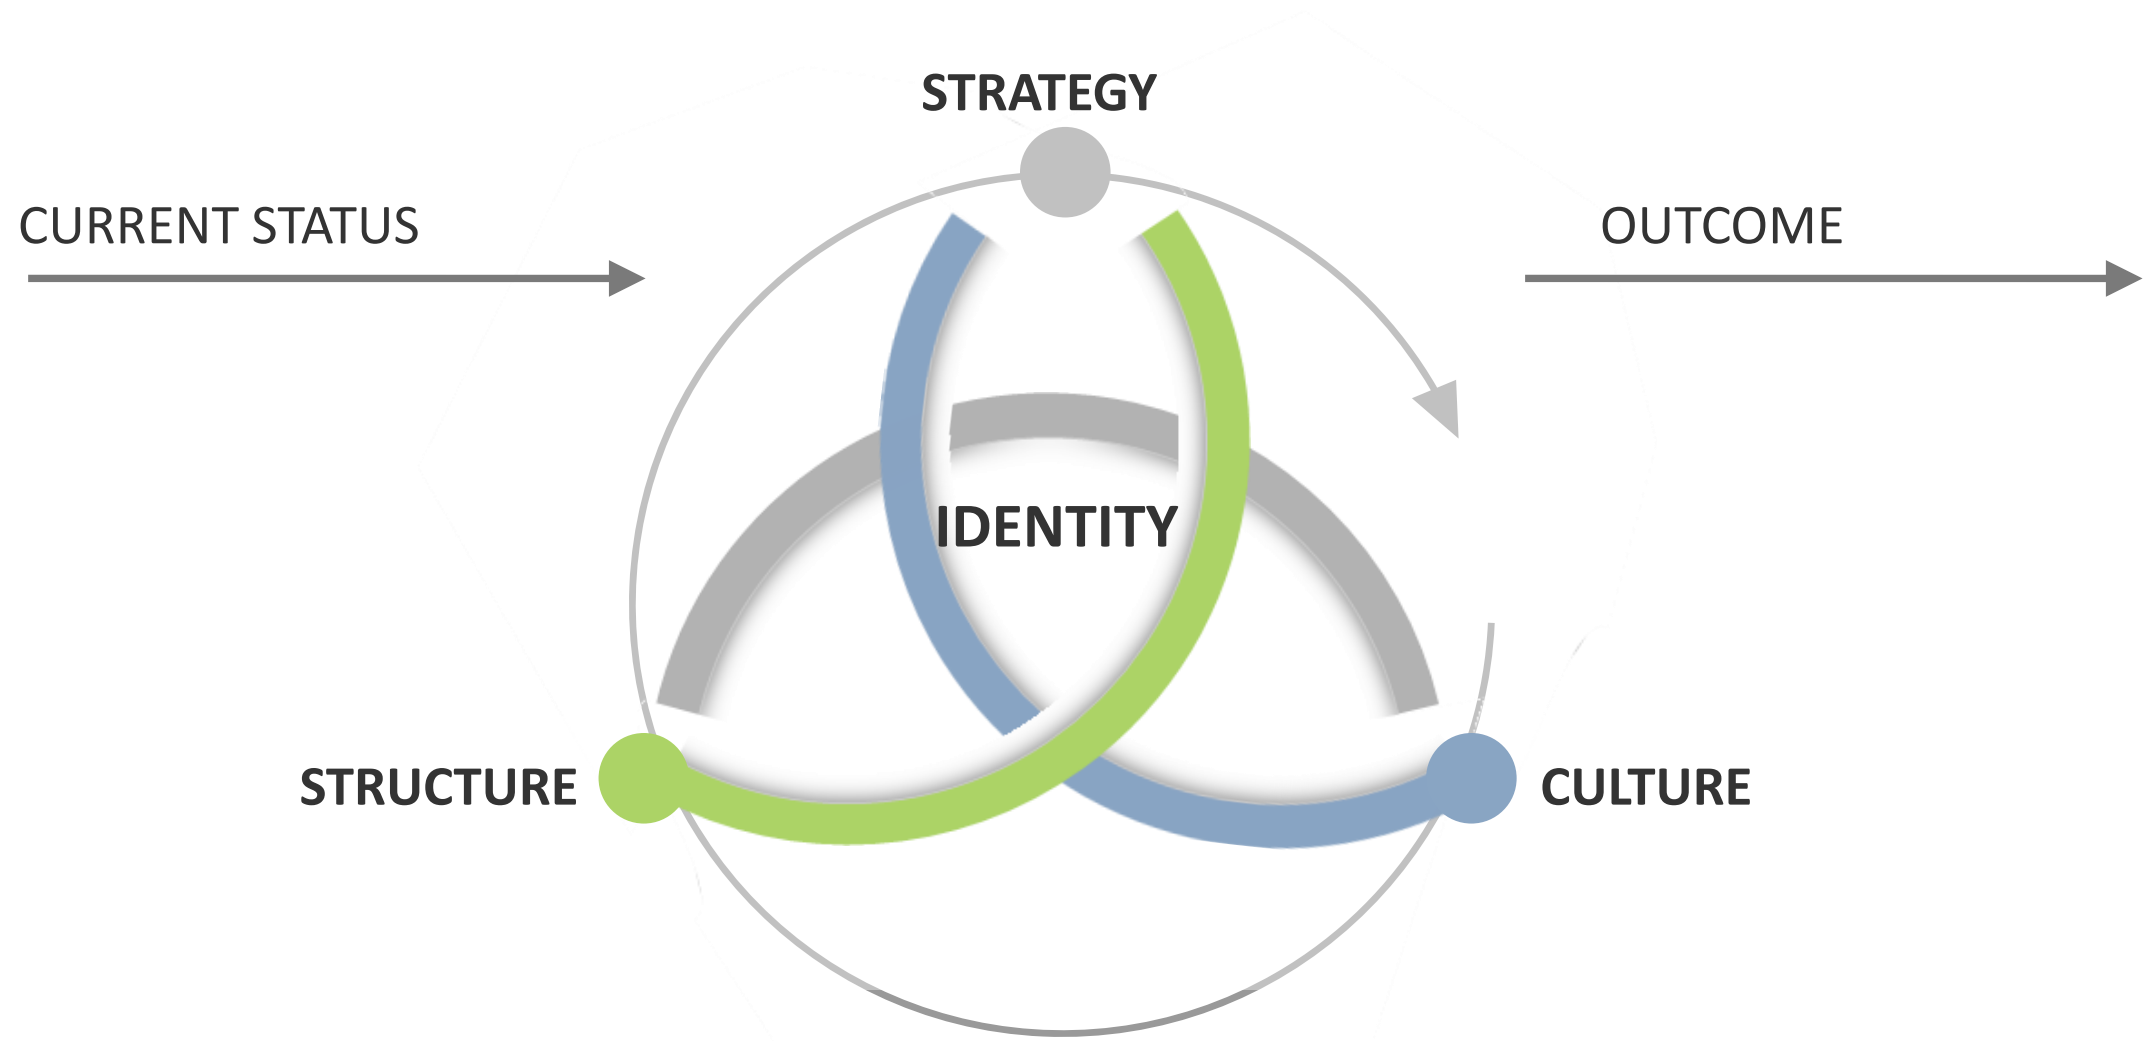 STRATEGY
CURRENT STATUS
OUTCOME
IDENTITY
STRUCTURE
CULTURE